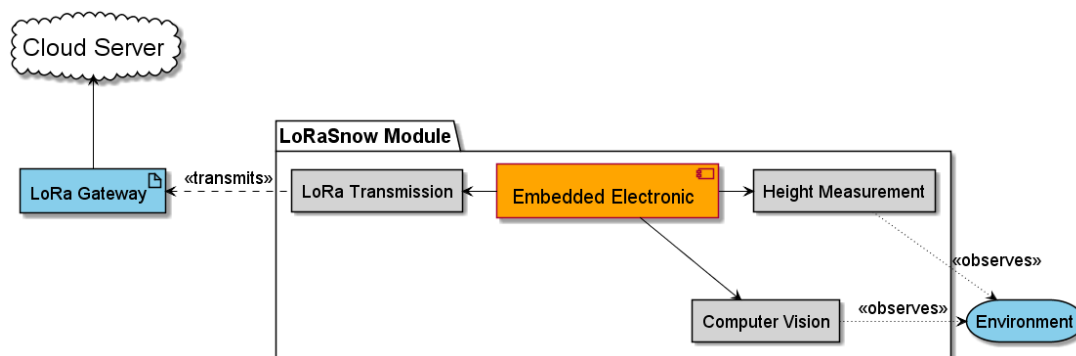 Cloud Server
LoRaSnow Module
LoRa Gateway
«transmits»
LoRa Transmission
Embedded Electronic
Height Measurement
«observes»
Computer Vision
«observes»
Environment